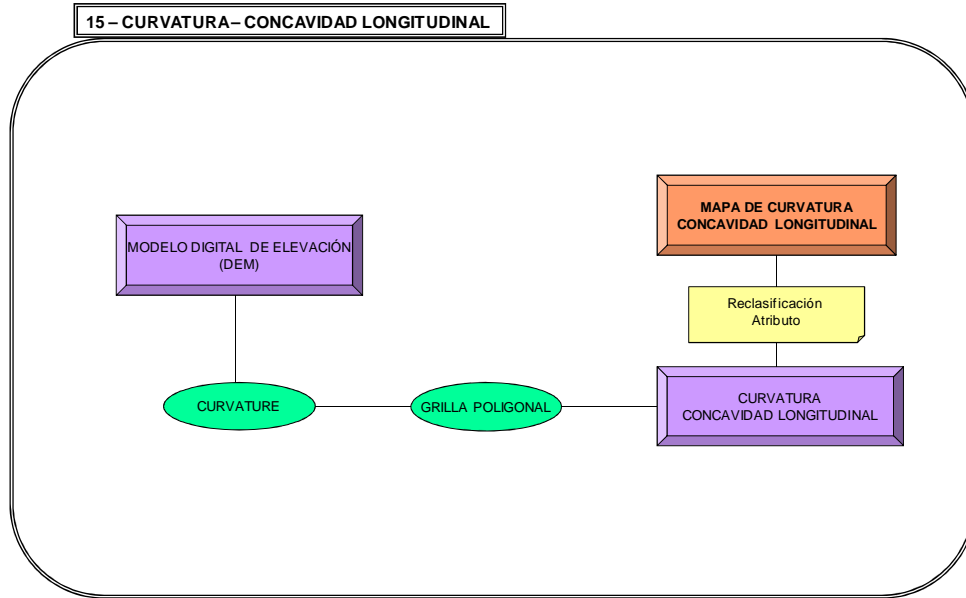 15 – CURVATURA – CONCAVIDAD LONGITUDINAL
MAPA DE CURVATURA
CONCAVIDAD LONGITUDINAL
MODELO DIGITAL DE ELEVACIÓN
(DEM)
Reclasificación
Atributo
CURVATURE
GRILLA POLIGONAL
CURVATURA
CONCAVIDAD LONGITUDINAL